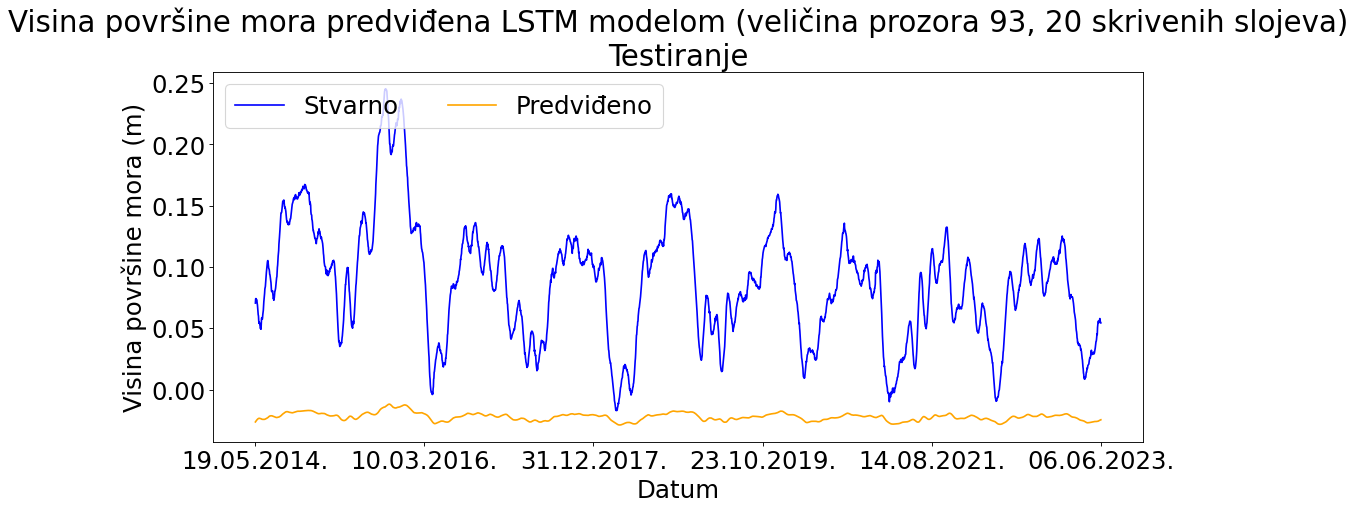 Visina površine mora predviđena LSTM modelom (veličina prozora 93, 20 skrivenih slojeva)
Testiranje
Stvarno Predviđeno
Visina površine mora (m)
0.25
0.20
0.15
0.10
0.05
0.00
19.05.2014. 10.03.2016. 31.12.2017. 23.10.2019. 14.08.2021. 06.06.2023.
Datum